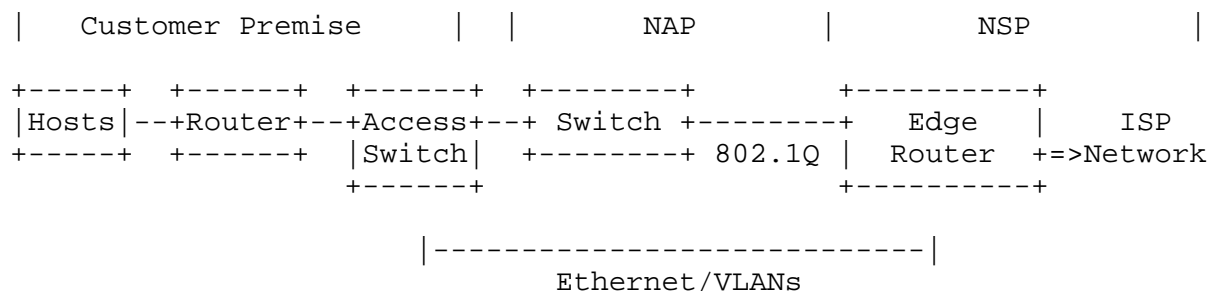 |    Customer Premise      |  |        NAP          |          NSP            |
+-----+  +------+  +------+  +--------+          +----------+
|Hosts|--+Router+--+Access+--+ Switch +--------+   Edge   |     ISP
+-----+  +------+  |Switch|  +--------+ 802.1Q |  Router  +=>Network
+------+                        +----------+
|---------------------------|
Ethernet/VLANs